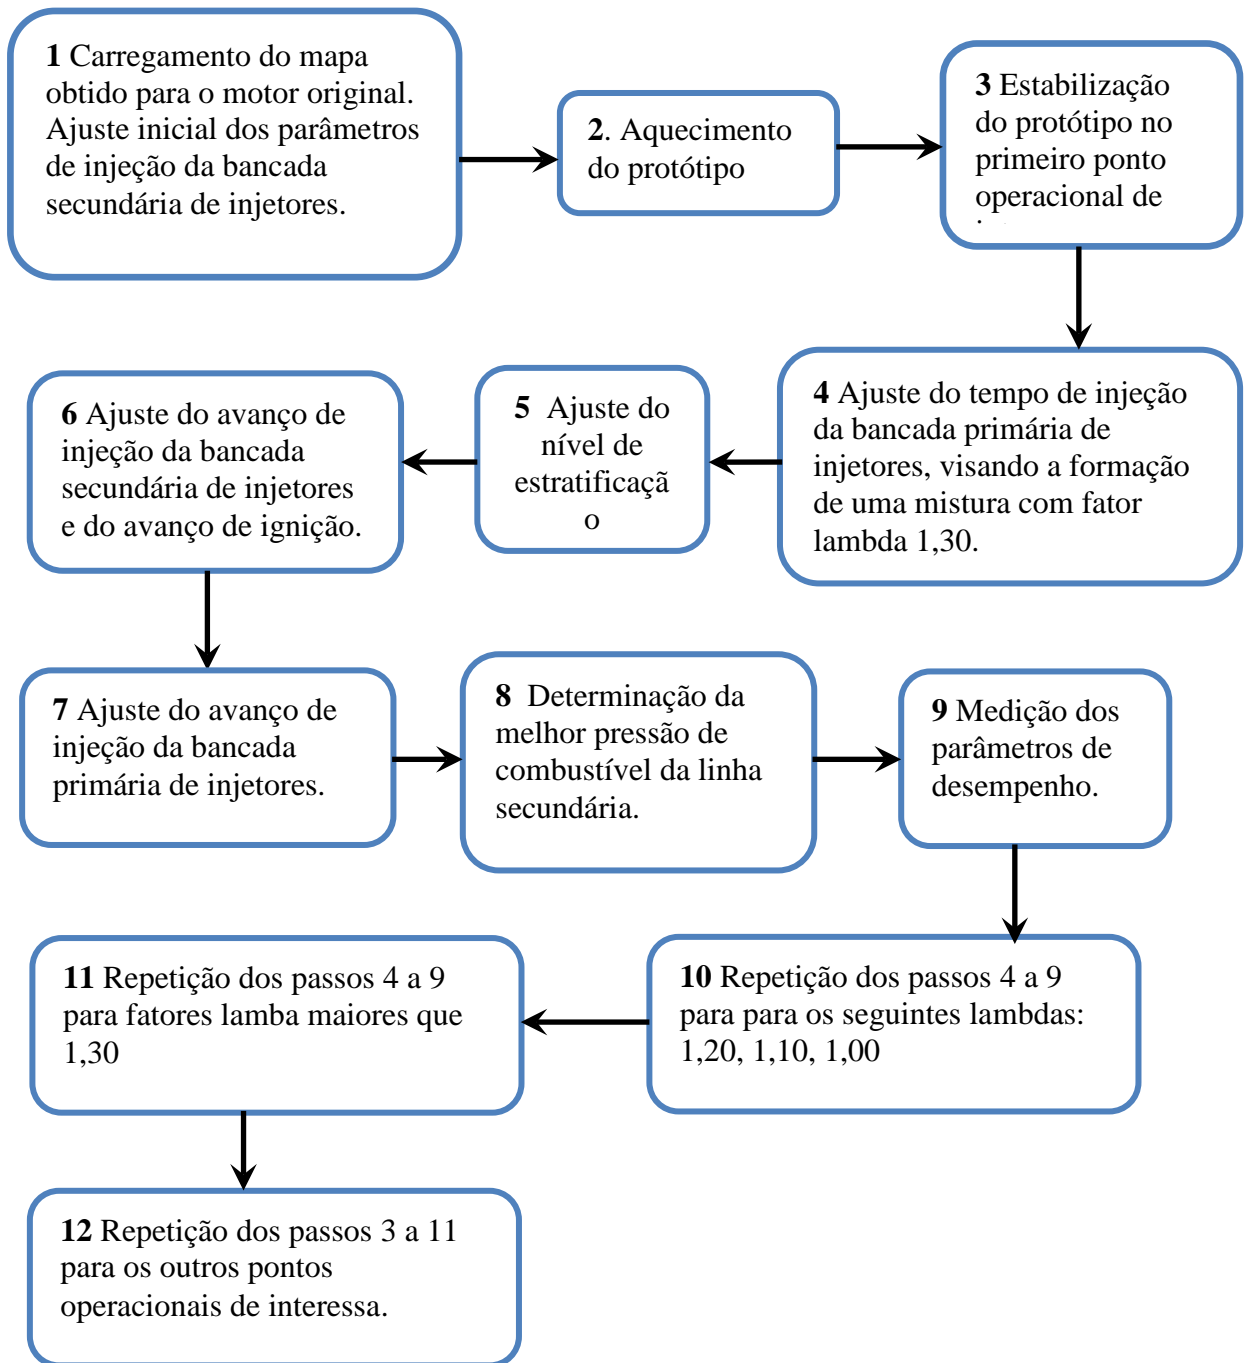 1 Carregamento do mapa
obtido para o motor original.
Ajuste inicial dos parâmetros
de injeção da bancada
secundária de injetores.
2. Aquecimento
do protótipo
3 Estabilização
do protótipo no
primeiro ponto
operacional de
4 Ajuste do tempo de injeção
da bancada primária de
injetores, visando a formação
de uma mistura com fator
lambda 1,30.
5 Ajuste do
nível de
estratificaçã
o
6 Ajuste do avanço de
injeção da bancada
secundária de injetores
e do avanço de ignição.
7 Ajuste do avanço de
injeção da bancada
primária de injetores.
8 Determinação da
melhor pressão de
combustível da linha
secundária.
9 Medição dos
parâmetros de
desempenho.
10 Repetição dos passos 4 a 9
para para os seguintes lambdas:
1,20, 1,10, 1,00
11 Repetição dos passos 4 a 9
para fatores lamba maiores que
1,30
12 Repetição dos passos 3 a 11
para os outros pontos
operacionais de interessa.